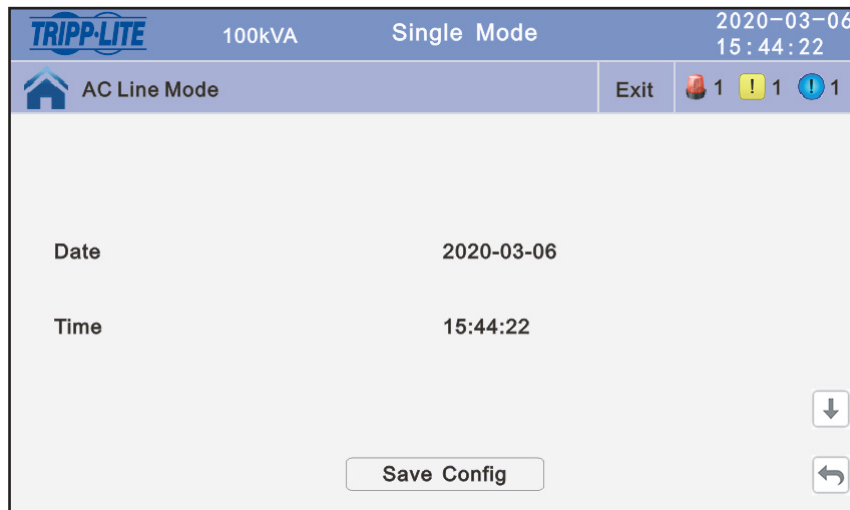 TRIPP·LITE 100kVA Single Mode 2020-03-06
15:44:22
AC Line Mode Exit 1 ! 1 ! 1
Date 2020-03-06
Time 15:44:22
Save Config